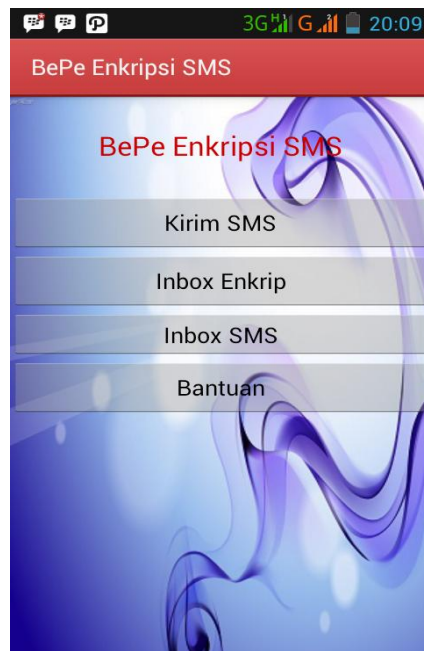 3G H G 20:09
BePe Enkripsi SMS
BePe Enkripsi SMS
Kirim SMS
Inbox Enkrip
Inbox SMS
Bantuan